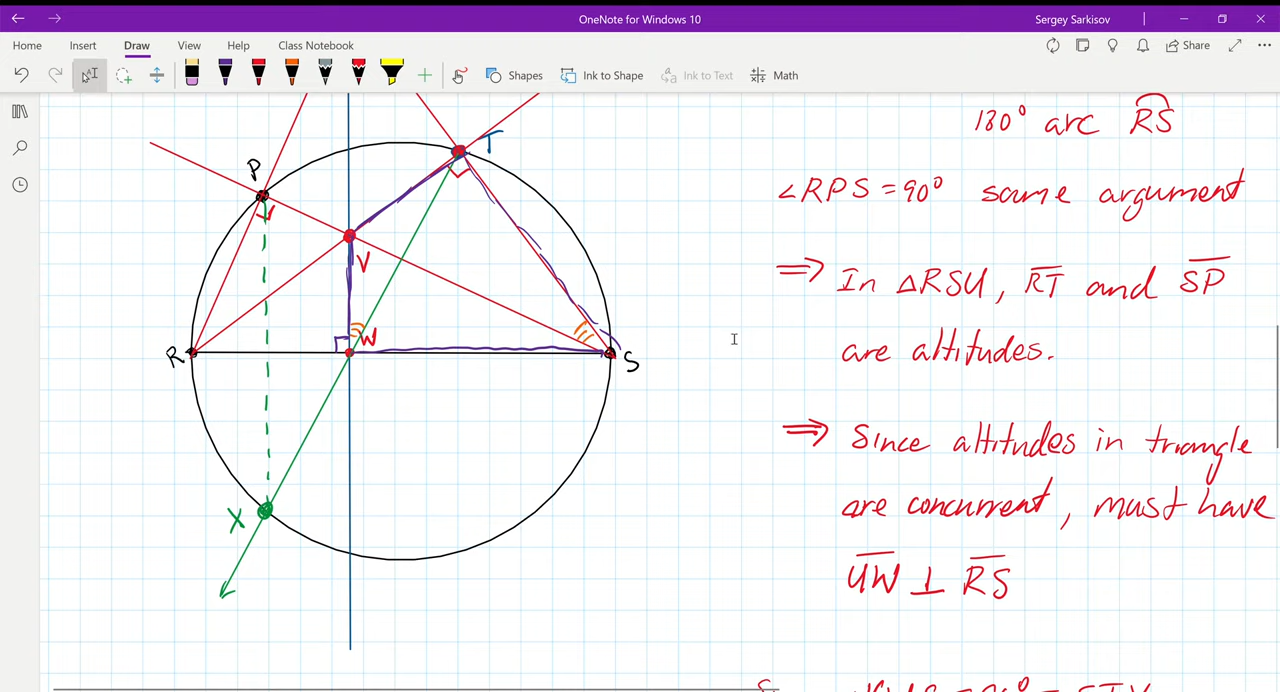 OneNote for Windows 10
Sergey Sarkisov
Home Insert Draw View Help Class Notebook
Share
Shapes Ink to Shape Ink to Text Math
180° arc RS
∠RPS = 90° same argument
⇒ In △RSU, RT and SP
are altitudes.
⇒ Since altitudes in triangle
are concurrent, must have
UW ⊥ RS
P
T
V
W
R
S
X